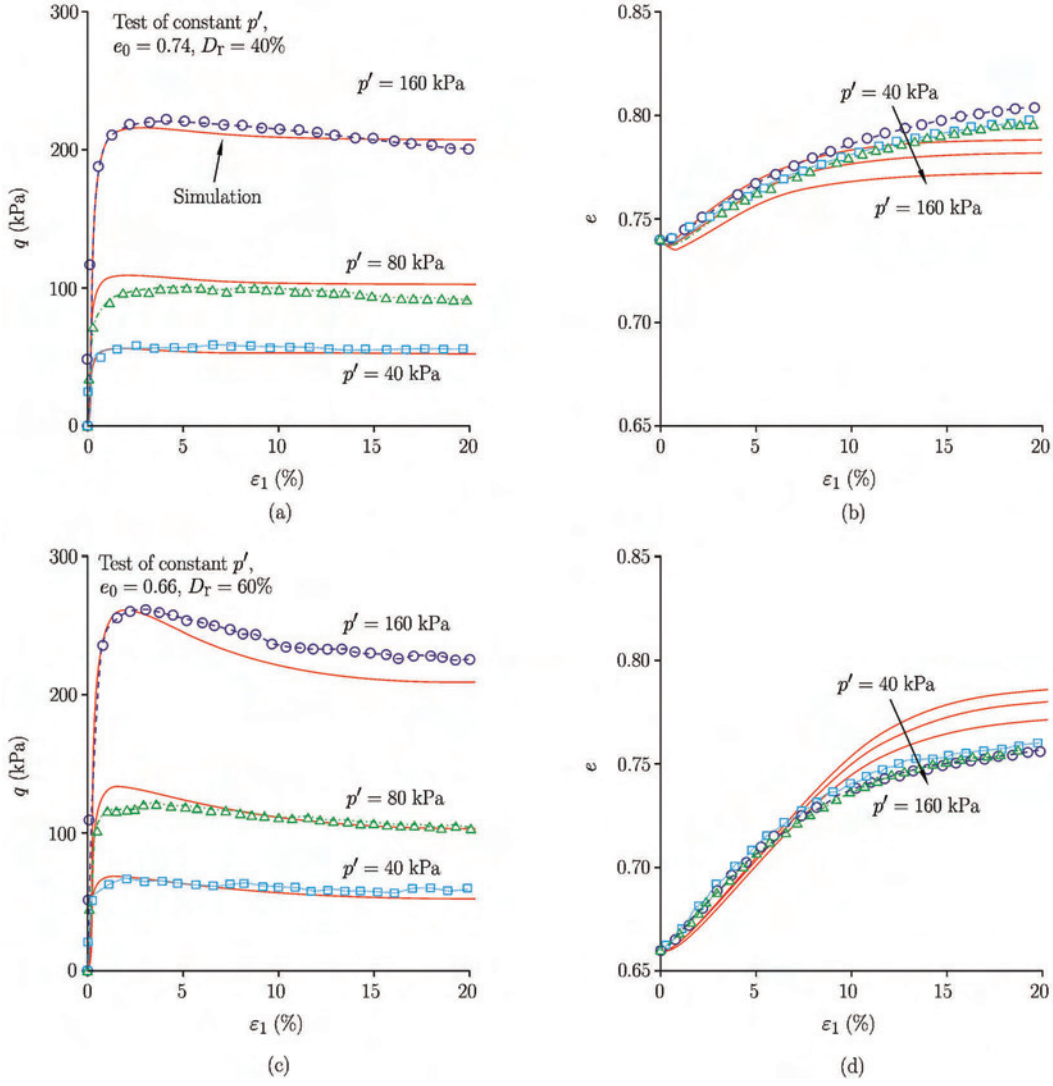 300
200
100
0
q (kPa)
Test of constant p′,
e0 = 0.74, Dr = 40%
p′ = 160 kPa
Simulation
p′ = 80 kPa
p′ = 40 kPa
0 5 10 15 20
ε1 (%)
(a)
0.85
0.80
0.75
0.70
0.65
e
p′ = 40 kPa
p′ = 160 kPa
0 5 10 15 20
ε1 (%)
(b)
300
200
100
0
q (kPa)
Test of constant p′,
e0 = 0.66, Dr = 60%
p′ = 160 kPa
p′ = 80 kPa
p′ = 40 kPa
0 5 10 15 20
ε1 (%)
(c)
0.85
0.80
0.75
0.70
0.65
e
p′ = 40 kPa
p′ = 160 kPa
0 5 10 15 20
ε1 (%)
(d)